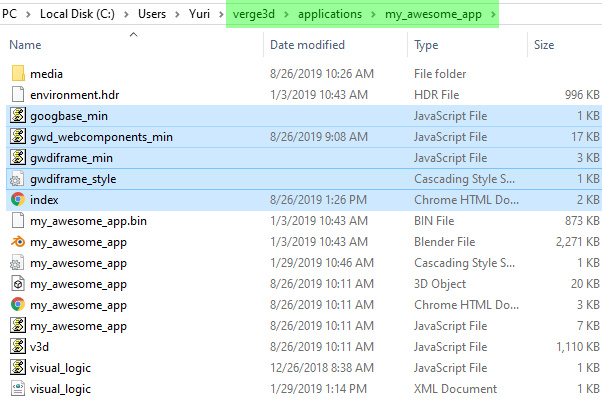 PC > Local Disk (C:) > Users > Yuri > verge3d > applications > my_awesome_app >
Name Date modified Type Size
media 8/26/2019 10:26 AM File folder
environment.hdr 1/3/2019 10:43 AM HDR File 996 KB
googbase_min JavaScript File 1 KB
gwd_webcomponents_min 8/26/2019 9:08 AM JavaScript File 17 KB
gwdiframe_min JavaScript File 3 KB
gwdiframe_style Cascading Style S... 1 KB
index 8/26/2019 1:26 PM Chrome HTML Do... 2 KB
my_awesome_app.bin 1/3/2019 10:43 AM BIN File 873 KB
my_awesome_app 1/3/2019 10:43 AM Blender File 2,271 KB
my_awesome_app 1/29/2019 10:46 AM Cascading Style S... 1 KB
my_awesome_app 8/26/2019 10:11 AM 3D Object 20 KB
my_awesome_app 8/26/2019 10:11 AM Chrome HTML Do... 3 KB
my_awesome_app 8/26/2019 10:11 AM JavaScript File 7 KB
v3d 8/26/2019 10:11 AM JavaScript File 1,110 KB
visual_logic 12/26/2018 8:38 AM JavaScript File 1 KB
visual_logic 1/29/2019 1:14 PM XML Document 1 KB